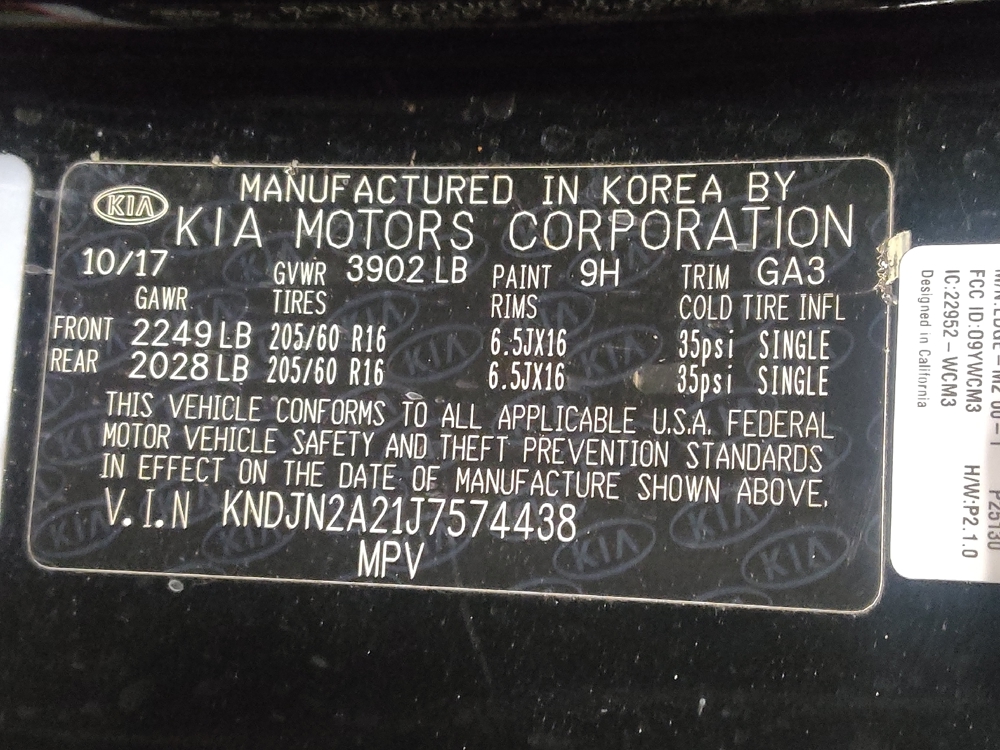 MANUFACTURED IN KOREA BY
KIA
KIA MOTORS CORPORATION
10/17 GVWR 3902 LB PAINT 9H TRIM GA3
GAWR TIRES RIMS COLD TIRE INFL
FRONT 2249 LB 205/60 R16 6.5JX16 35psi SINGLE
REAR 2028 LB 205/60 R16 6.5JX16 35psi SINGLE
THIS VEHICLE CONFORMS TO ALL APPLICABLE U.S.A. FEDERAL
MOTOR VEHICLE SAFETY AND THEFT PREVENTION STANDARDS
IN EFFECT ON THE DATE OF MANUFACTURE SHOWN ABOVE.
V.I.N KNDJN2A21J7574438
MPV
FCC ID:O9YWCM3
IC:22952-WCM3 H/W:P2.1.0
Designed in California